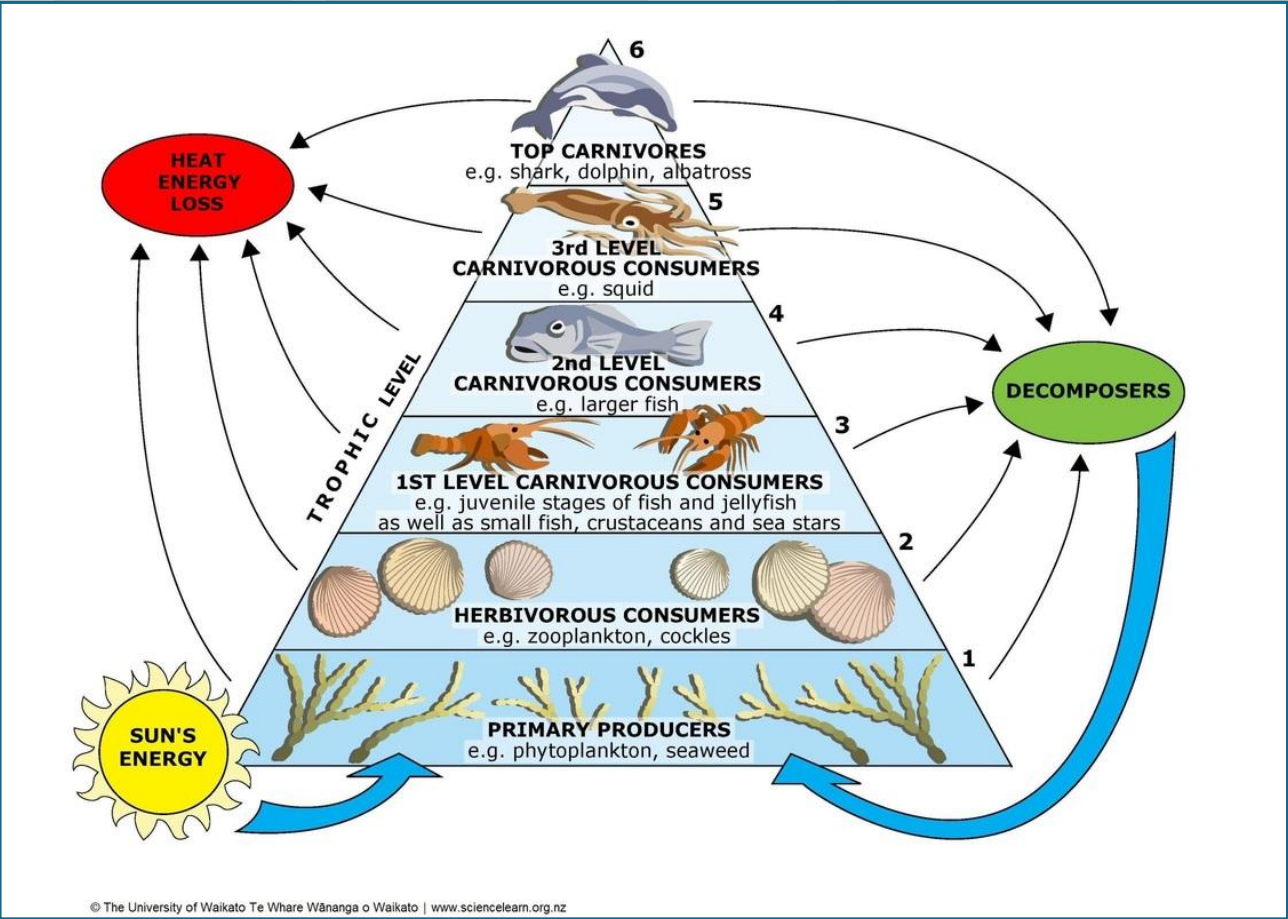 6
TOP CARNIVORES
e.g. shark, dolphin, albatross
HEAT
ENERGY
LOSS
5
3rd LEVEL
CARNIVOROUS CONSUMERS
e.g. squid
4
2nd LEVEL
CARNIVOROUS CONSUMERS
e.g. larger fish
DECOMPOSERS
TROPHIC LEVEL
3
1ST LEVEL CARNIVOROUS CONSUMERS
e.g. juvenile stages of fish and jellyfish
as well as small fish, crustaceans and sea stars
2
HERBIVOROUS CONSUMERS
e.g. zooplankton, cockles
1
PRIMARY PRODUCERS
e.g. phytoplankton, seaweed
SUN'S
ENERGY
© The University of Waikato Te Whare Wānanga o Waikato | www.sciencelearn.org.nz